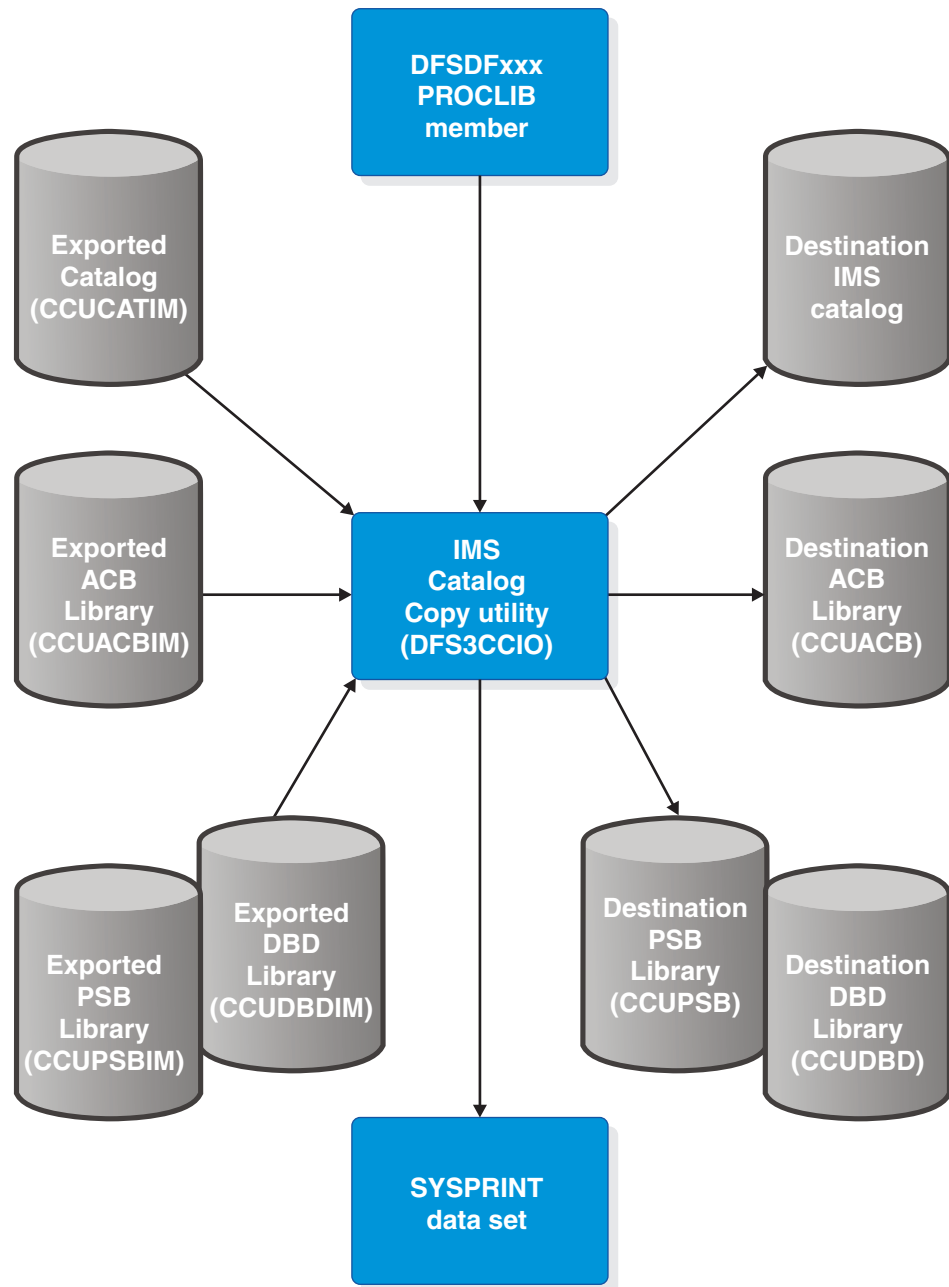 DFSDFxxx
PROCLIB
member
Exported
Catalog
(CCUCATIM)
Destination
IMS
catalog
Exported
ACB
Library
(CCUACBIM)
IMS
Catalog
Copy utility
(DFS3CCIO)
Destination
ACB
Library
(CCUACB)
Exported
PSB
Library
(CCUPSBIM)
Exported
DBD
Library
(CCUDBDIM)
Destination
PSB
Library
(CCUPSB)
Destination
DBD
Library
(CCUDBD)
SYSPRINT
data set